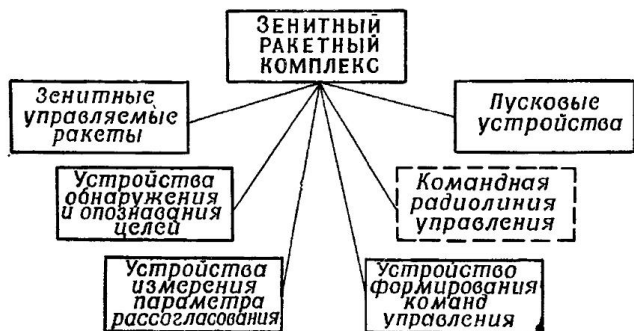 ЗЕНИТНЫЙ
РАКЕТНЫЙ
КОМПЛЕКС
Зенитные
управляемые
ракеты
Пусковые
устройства
Устройства
обнаружения
и опознавания
целей
Командная
радиолиния
управления
Устройства
измерения
параметра
рассогласования
Устройство
формирования
команд
управления